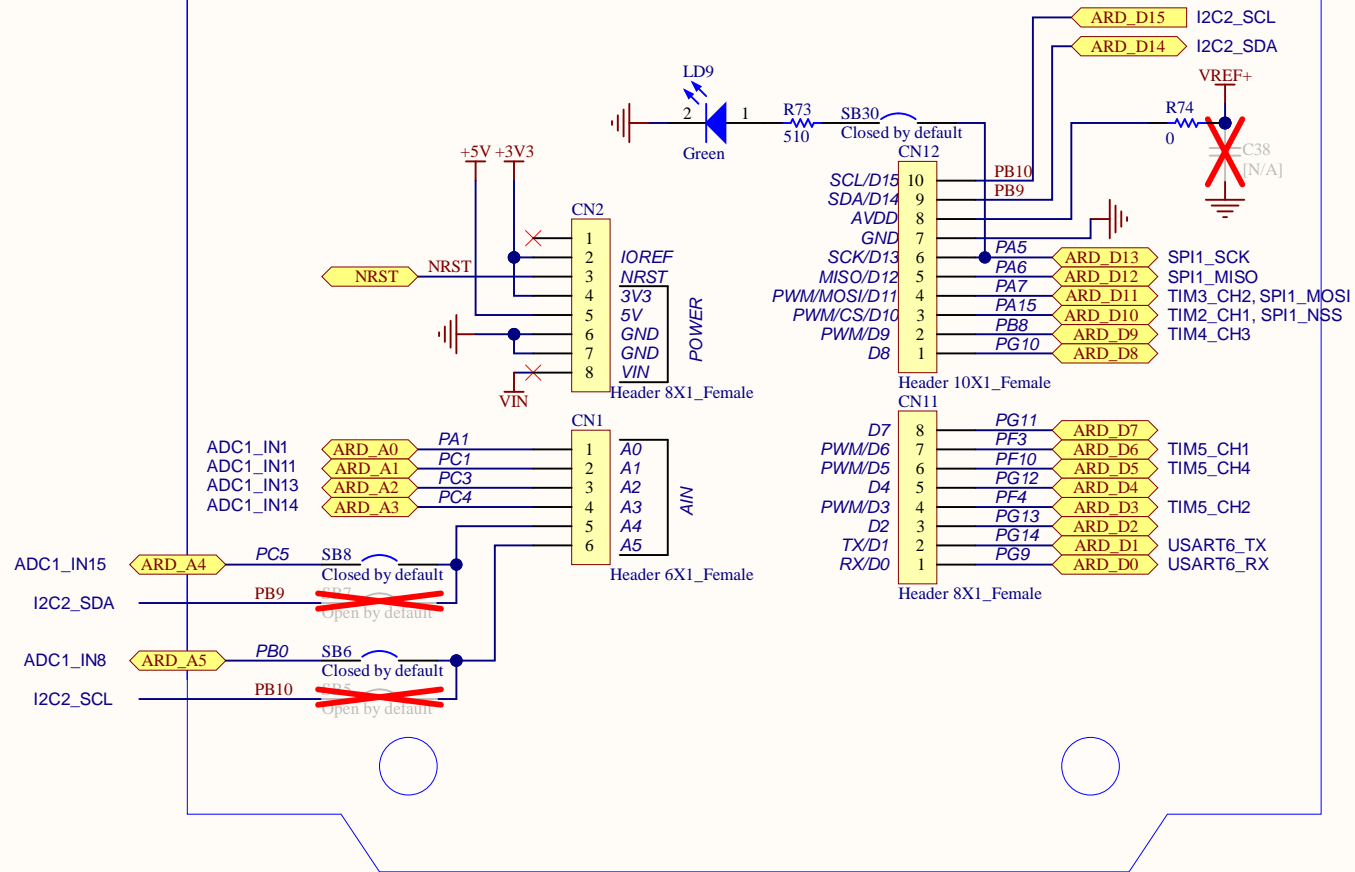 ARD_D15 I2C2_SCL
ARD_D14 I2C2_SDA
VREF+
R74
0
C38
[N/A]
LD9
2 1
Green
R73
510
SB30
Closed by default
CN12
SCL/D15 10 PB10
SDA/D14 9 PB9
AVDD 8
GND 7
SCK/D13 6 PA5 ARD_D13 SPI1_SCK
MISO/D12 5 PA6 ARD_D12 SPI1_MISO
PWM/MOSI/D11 4 PA7 ARD_D11 TIM3_CH2, SPI1_MOSI
PWM/CS/D10 3 PA15 ARD_D10 TIM2_CH1, SPI1_NSS
PWM/D9 2 PB8 ARD_D9 TIM4_CH3
D8 1 PG10 ARD_D8
Header 10X1_Female
+5V +3V3
CN2
1
2 IOREF
NRST NRST 3 NRST
4 3V3
5 5V
6 GND
7 GND
8 VIN
POWER
VIN
Header 8X1_Female
CN11
D7 8 PG11 ARD_D7
PWM/D6 7 PF3 ARD_D6 TIM5_CH1
PWM/D5 6 PF10 ARD_D5 TIM5_CH4
D4 5 PG12 ARD_D4
PWM/D3 4 PF4 ARD_D3 TIM5_CH2
D2 3 PG13 ARD_D2
TX/D1 2 PG14 ARD_D1 USART6_TX
RX/D0 1 PG9 ARD_D0 USART6_RX
Header 8X1_Female
CN1
ADC1_IN1 ARD_A0 PA1 1 A0
ADC1_IN11 ARD_A1 PC1 2 A1
ADC1_IN13 ARD_A2 PC3 3 A2
ADC1_IN14 ARD_A3 PC4 4 A3
5 A4
6 A5
AIN
Header 6X1_Female
ADC1_IN15 ARD_A4 PC5 SB8
Closed by default
I2C2_SDA PB9
Open by default
ADC1_IN8 ARD_A5 PB0 SB6
Closed by default
I2C2_SCL PB10
Open by default